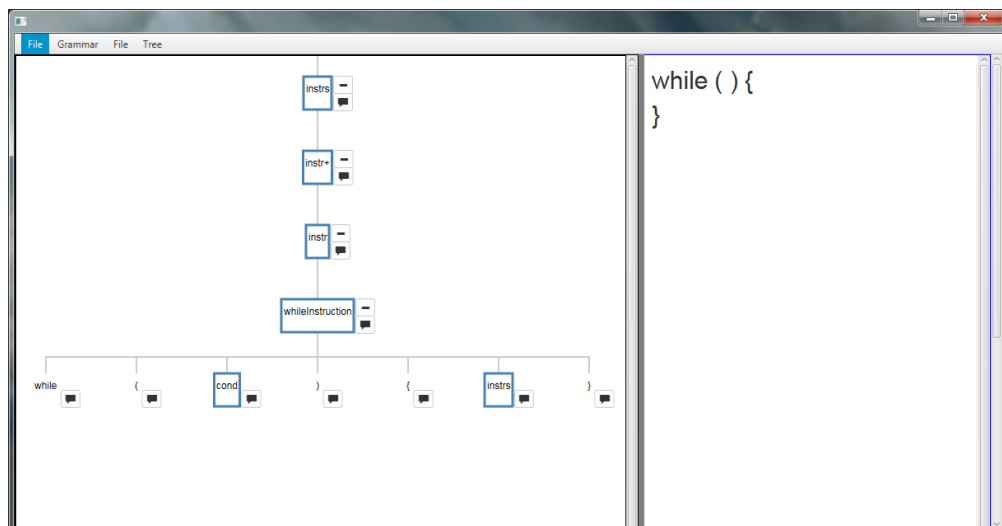 File Grammar File Tree
instrs
instr+
instr
whileInstruction
while ( cond ) { instrs }
while ( ) {
}